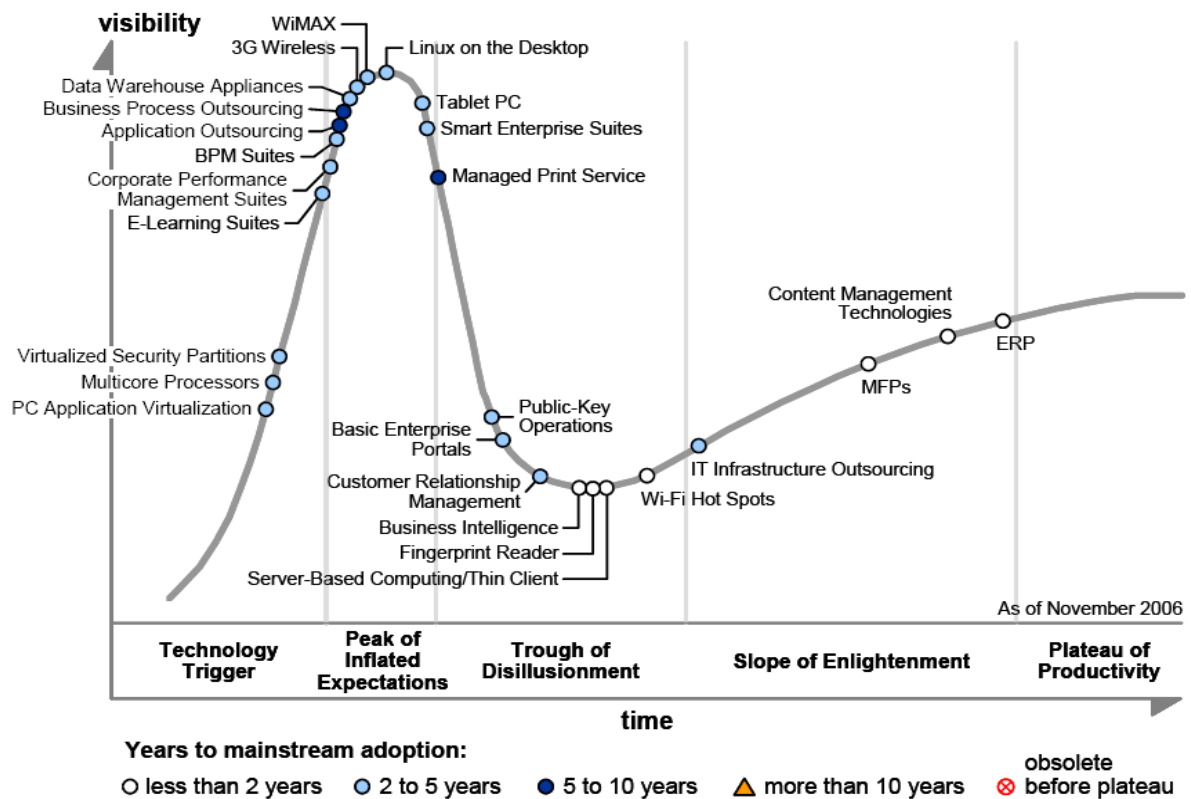 visibility
WiMAX
3G Wireless
Linux on the Desktop
Data Warehouse Appliances
Business Process Outsourcing
Application Outsourcing
BPM Suites
Corporate Performance
Management Suites
E-Learning Suites
Tablet PC
Smart Enterprise Suites
Managed Print Service
Virtualized Security Partitions
Multicore Processors
PC Application Virtualization
Public-Key
Operations
Basic Enterprise
Portals
Customer Relationship
Management
Business Intelligence
Fingerprint Reader
Server-Based Computing/Thin Client
Wi-Fi Hot Spots
IT Infrastructure Outsourcing
MFPs
Content Management
Technologies
ERP
As of November 2006
Technology
Trigger
Peak of
Inflated
Expectations
Trough of
Disillusionment
Slope of Enlightenment
Plateau of
Productivity
time
Years to mainstream adoption:
less than 2 years
2 to 5 years
5 to 10 years
more than 10 years
obsolete
before plateau